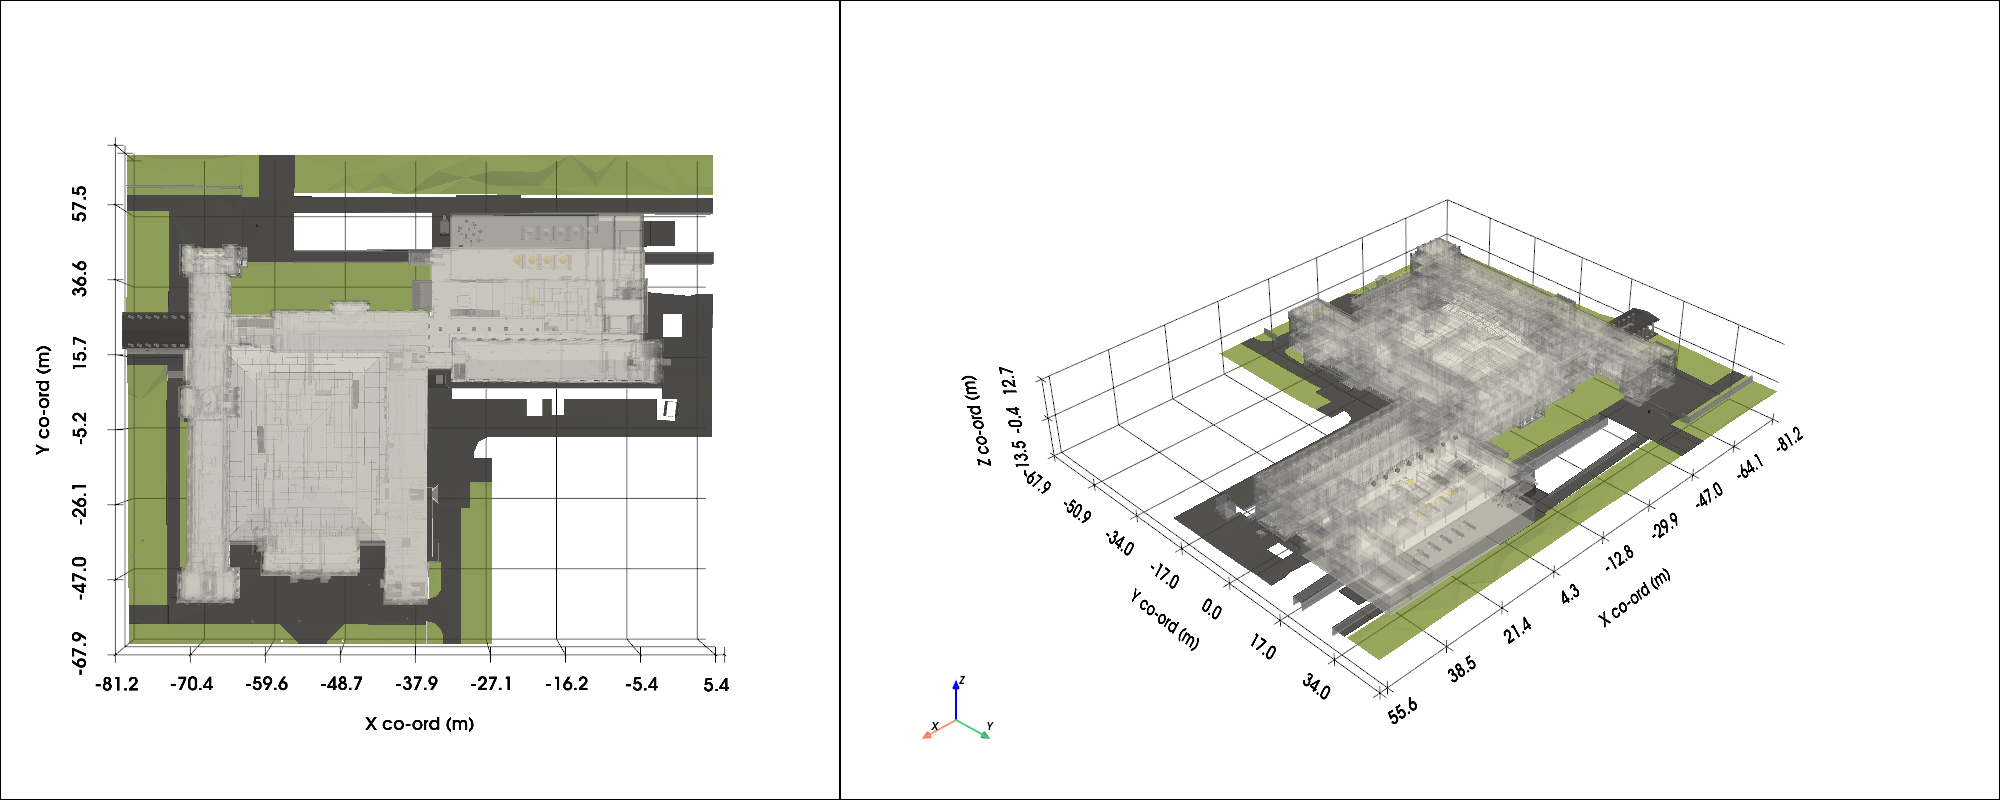 57.5
36.6
15.7
-5.2
-26.1
-47.0
-67.9
Y co-ord (m)
-81.2 -70.4 -59.6 -48.7 -37.9 -27.1 -16.2 -5.4 5.4
X co-ord (m)
Z co-ord (m)
12.7
-0.4
-13.5
-67.9
-50.9
-34.0
-17.0
0.0
17.0
34.0
Y co-ord (m)
55.6
38.5
21.4
4.3
-12.8
-29.9
-47.0
-64.1
-81.2
X co-ord (m)
Z
X
Y